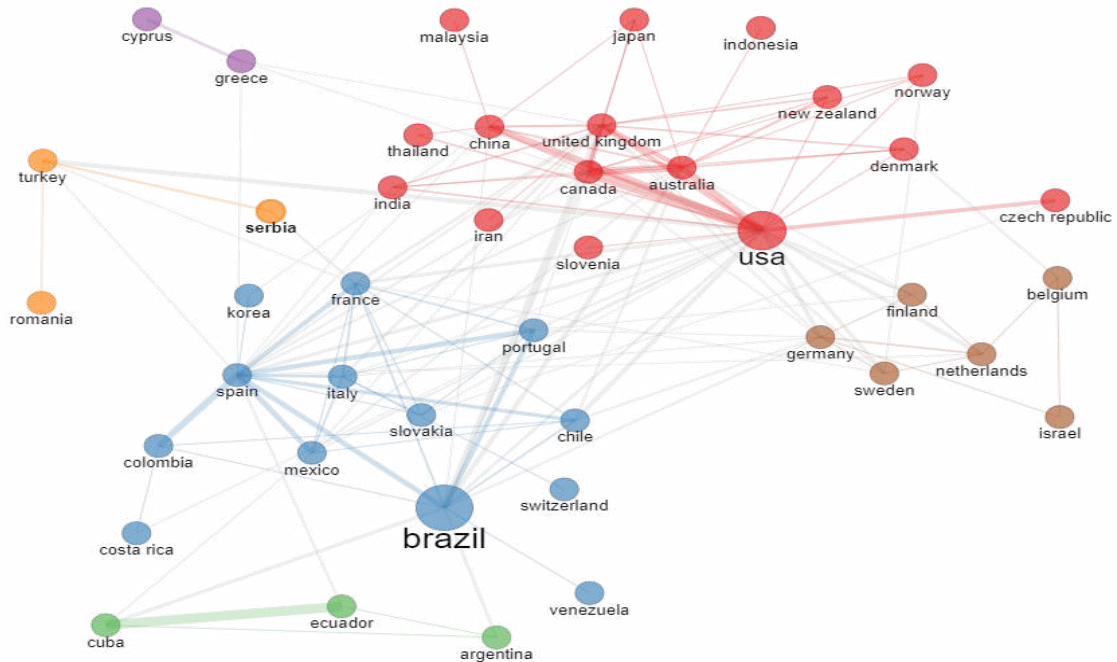 cyprus
malaysia
japan
indonesia
greece
norway
new zealand
thailand
china
united kingdom
turkey
canada
australia
denmark
india
serbia
iran
czech republic
slovenia
usa
korea
france
finland
belgium
romania
portugal
germany
netherlands
spain
italy
sweden
slovakia
chile
israel
colombia
mexico
switzerland
brazil
costa rica
venezuela
ecuador
cuba
argentina